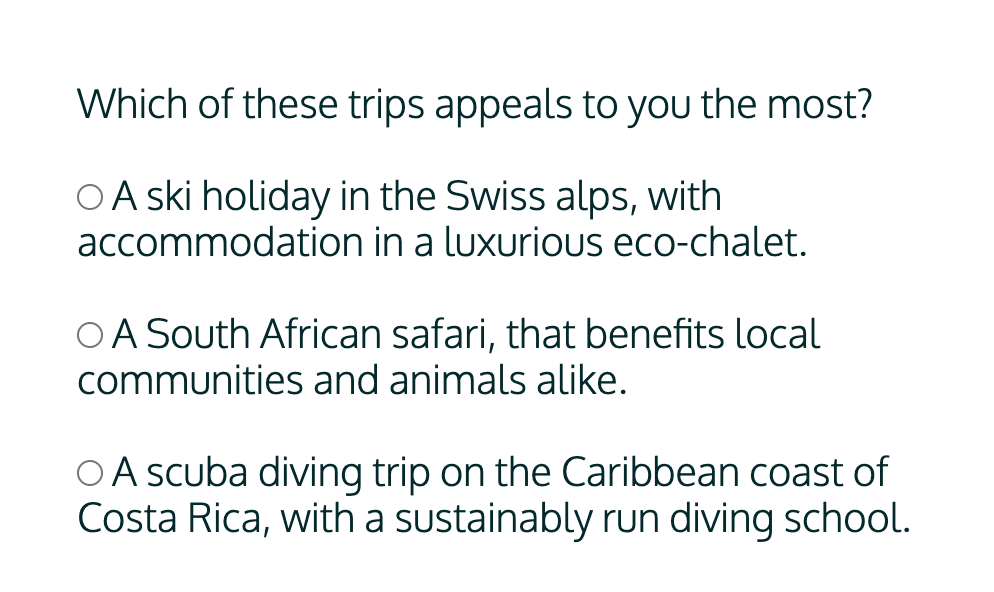 Which of these trips appeals to you the most?
A ski holiday in the Swiss alps, with
accommodation in a luxurious eco-chalet.
A South African safari, that benefits local
communities and animals alike.
A scuba diving trip on the Caribbean coast of
Costa Rica, with a sustainably run diving school.